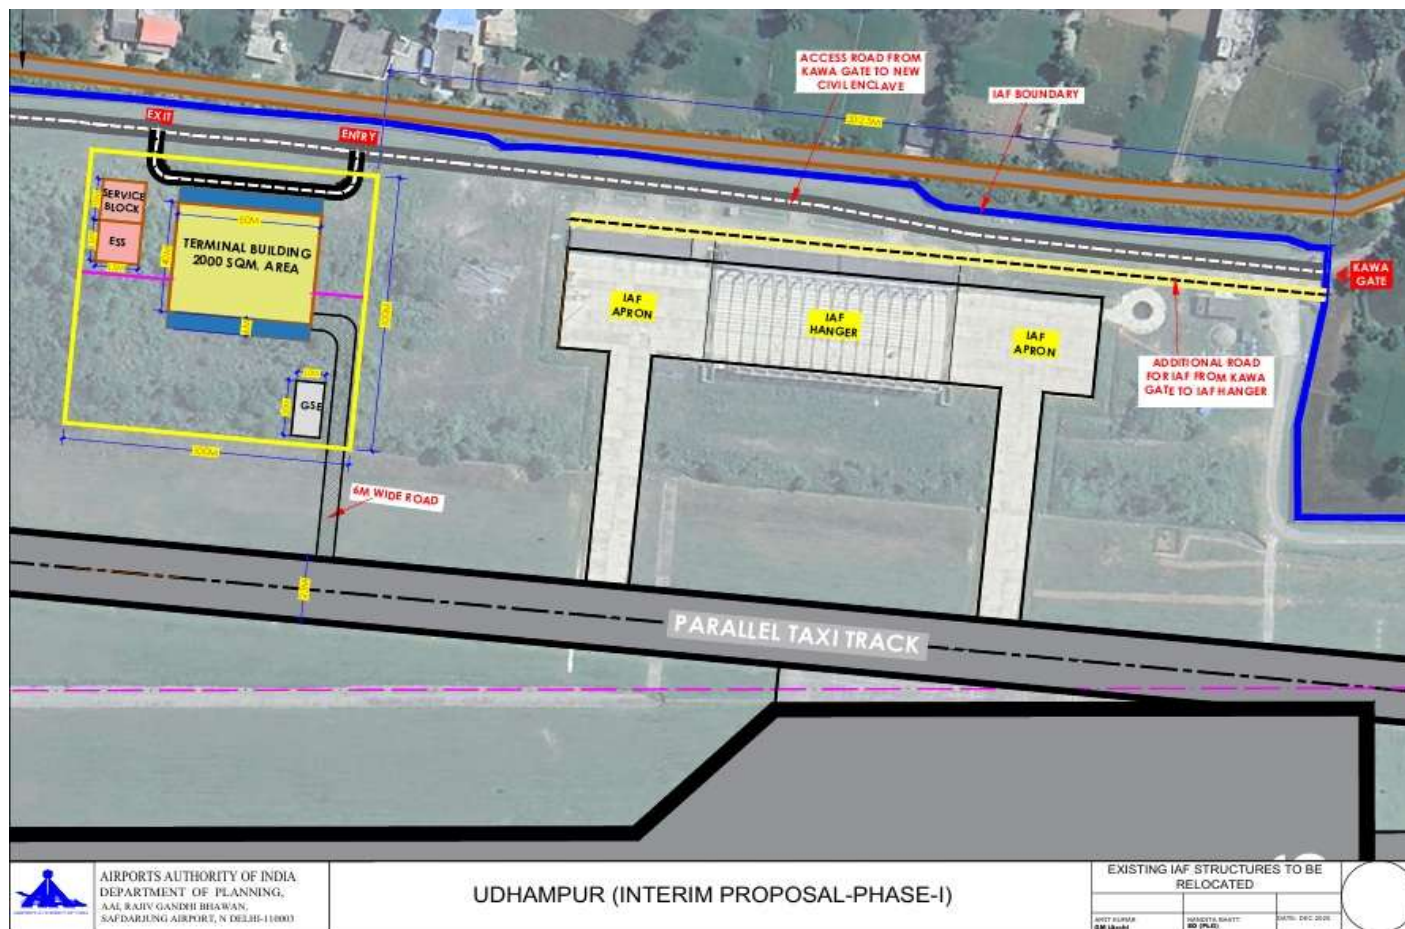 ACCESS ROAD FROM
KAWA GATE TO NEW
CIVIL ENCLAVE
IAF BOUNDARY
EXIT
ENTRY
SERVICE
BLOCK
ESS
50M
TERMINAL BUILDING
2000 SQM, AREA
KAWA
GATE
IAF
APRON
IAF
HANGER
IAF
APRON
ADDITIONAL ROAD
FOR IAF FROM KAWA
GATE TO IAF HANGER
GSE
100M
100M
6M WIDE ROAD
PARALLEL TAXI TRACK
AIRPORTS AUTHORITY OF INDIA
DEPARTMENT OF PLANNING,
AAI, RAJIV GANDHI BHAWAN,
SAFDARJUNG AIRPORT, N DELHI-110003
UDHAMPUR (INTERIM PROPOSAL-PHASE-I)
EXISTING IAF STRUCTURES TO BE
RELOCATED